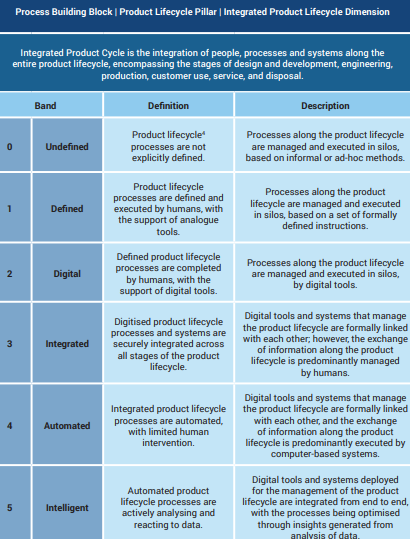 Process Building Block | Product Lifecycle Pillar | Integrated Product Lifecycle Dimension
Integrated Product Cycle is the integration of people, processes and systems along the
entire product lifecycle, encompassing the stages of design and development, engineering,
production, customer use, service, and disposal.
Band
Definition
Description
0
Undefined
Product lifecycle⁴
processes are not
explicitly defined.
Processes along the product lifecycle
are managed and executed in silos,
based on informal or ad-hoc methods.
1
Defined
Product lifecycle
processes are defined and
executed by humans, with
the support of analogue
tools.
Processes along the product
lifecycle are managed and executed
in silos, based on a set of formally
defined instructions.
2
Digital
Defined product lifecycle
processes are completed
by humans, with the
support of digital tools.
Processes along the product lifecycle
are managed and executed in silos,
by digital tools.
3
Integrated
Digitised product lifecycle
processes and systems are
securely integrated across
all stages of the product
lifecycle.
Digital tools and systems that manage
the product lifecycle are formally linked
with each other; however, the exchange
of information along the product
lifecycle is predominantly managed
by humans.
4
Automated
Integrated product lifecycle
processes are automated,
with limited human
intervention.
Digital tools and systems that manage
the product lifecycle are formally linked
with each other, and the exchange
of information along the product
lifecycle is predominantly executed by
computer-based systems.
5
Intelligent
Automated product
lifecycle processes are
actively analysing and
reacting to data.
Digital tools and systems deployed
for the management of the product
lifecycle are integrated from end to end,
with the processes being optimised
through insights generated from
analysis of data.